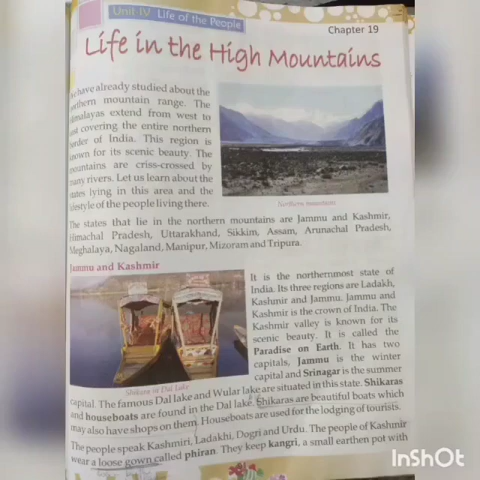 Unit-IV Life of the People
Chapter 19
Life in the High Mountains
have already studied about the
northern mountain range. The
Himalayas extend from west to
east covering the entire northern
border of India. This region is
known for its scenic beauty. The
mountains are criss-crossed by
many rivers. Let us learn about the
states lying in this area and the
lifestyle of the people living there.
Northern mountains
The states that lie in the northern mountains are Jammu and Kashmir,
Himachal Pradesh, Uttarakhand, Sikkim, Assam, Arunachal Pradesh,
Meghalaya, Nagaland, Manipur, Mizoram and Tripura.
Jammu and Kashmir
It is the northernmost state of
India. Its three regions are Ladakh,
Kashmir and Jammu. Jammu and
Kashmir is the crown of India. The
Kashmir valley is known for its
scenic beauty. It is called the
Paradise on Earth. It has two
capitals, Jammu is the winter
capital and Srinagar is the summer
Shikara in Dal lake
capital. The famous Dal lake and Wular lake are situated in this state. Shikaras
and houseboats are found in the Dal lake. Shikaras are beautiful boats which
may also have shops on them. Houseboats are used for the lodging of tourists.
The people speak Kashmiri, Ladakhi, Dogri and Urdu. The people of Kashmir
wear a loose gown called phiran. They keep kangri, a small earthen pot with
InShOt